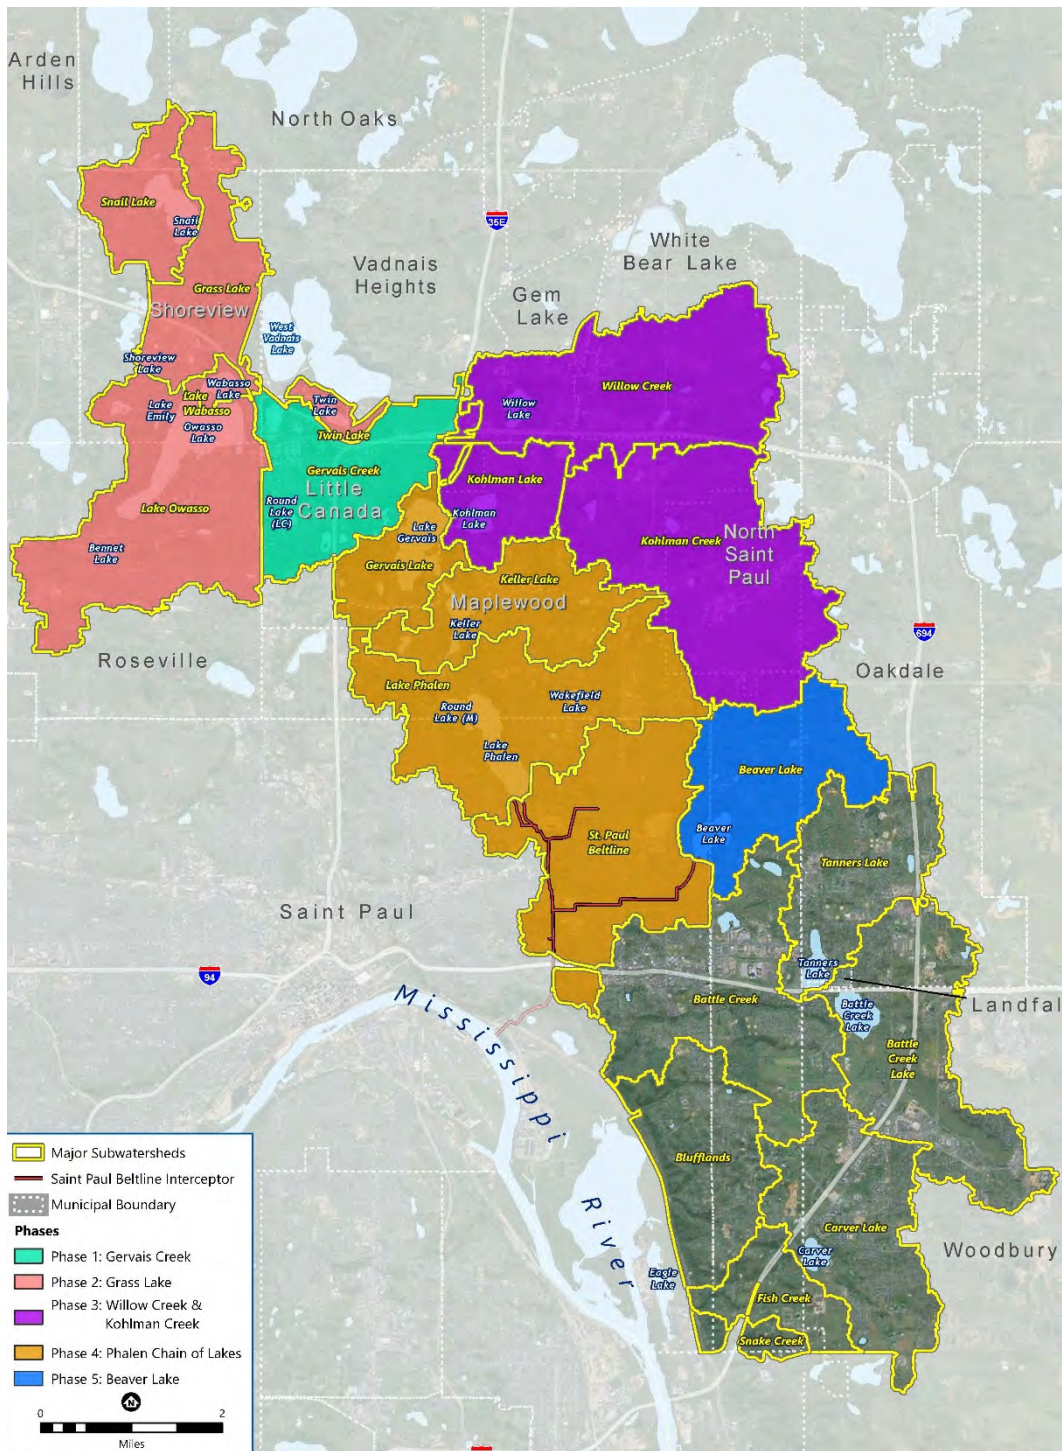 Arden
Hills
North Oaks
Snail Lake
Snail
Lake
35E
White
Bear Lake
Vadnais
Heights
Gem
Lake
Grass Lake
Shoreview
West
Vadnais
Lake
Shoreview
Lake
Wabasso
Lake
Lake
Wabasso
Lake
Emily
Owasso
Lake
Twin
Lake
Twin Lake
Willow Creek
Willow
Lake
Gervais Creek
Little
Canada
Round
Lake
(LC)
Kohlman Lake
Kohlman
Lake
Lake Owasso
Bennet
Lake
Lake
Gervais
Gervais Lake
Kohlman Creek
North
Saint
Paul
Keller Lake
Maplewood
Keller
Lake
694
Roseville
Oakdale
Lake Phalen
Round
Lake (M)
Wakefield
Lake
Lake
Phalen
Beaver Lake
Beaver
Lake
St. Paul
Beltline
Tanners Lake
Saint Paul
94
Tanners
Lake
Battle Creek
Battle
Creek
Lake
Landfal
Battle
Creek
Lake
Mississippi
River
Blufflands
Carver Lake
Carver
Lake
Woodbury
Eagle
Lake
Fish Creek
Snake Creek
Major Subwatersheds
Saint Paul Beltline Interceptor
Municipal Boundary
Phases
Phase 1: Gervais Creek
Phase 2: Grass Lake
Phase 3: Willow Creek &
Kohlman Creek
Phase 4: Phalen Chain of Lakes
Phase 5: Beaver Lake
N
0 2
Miles